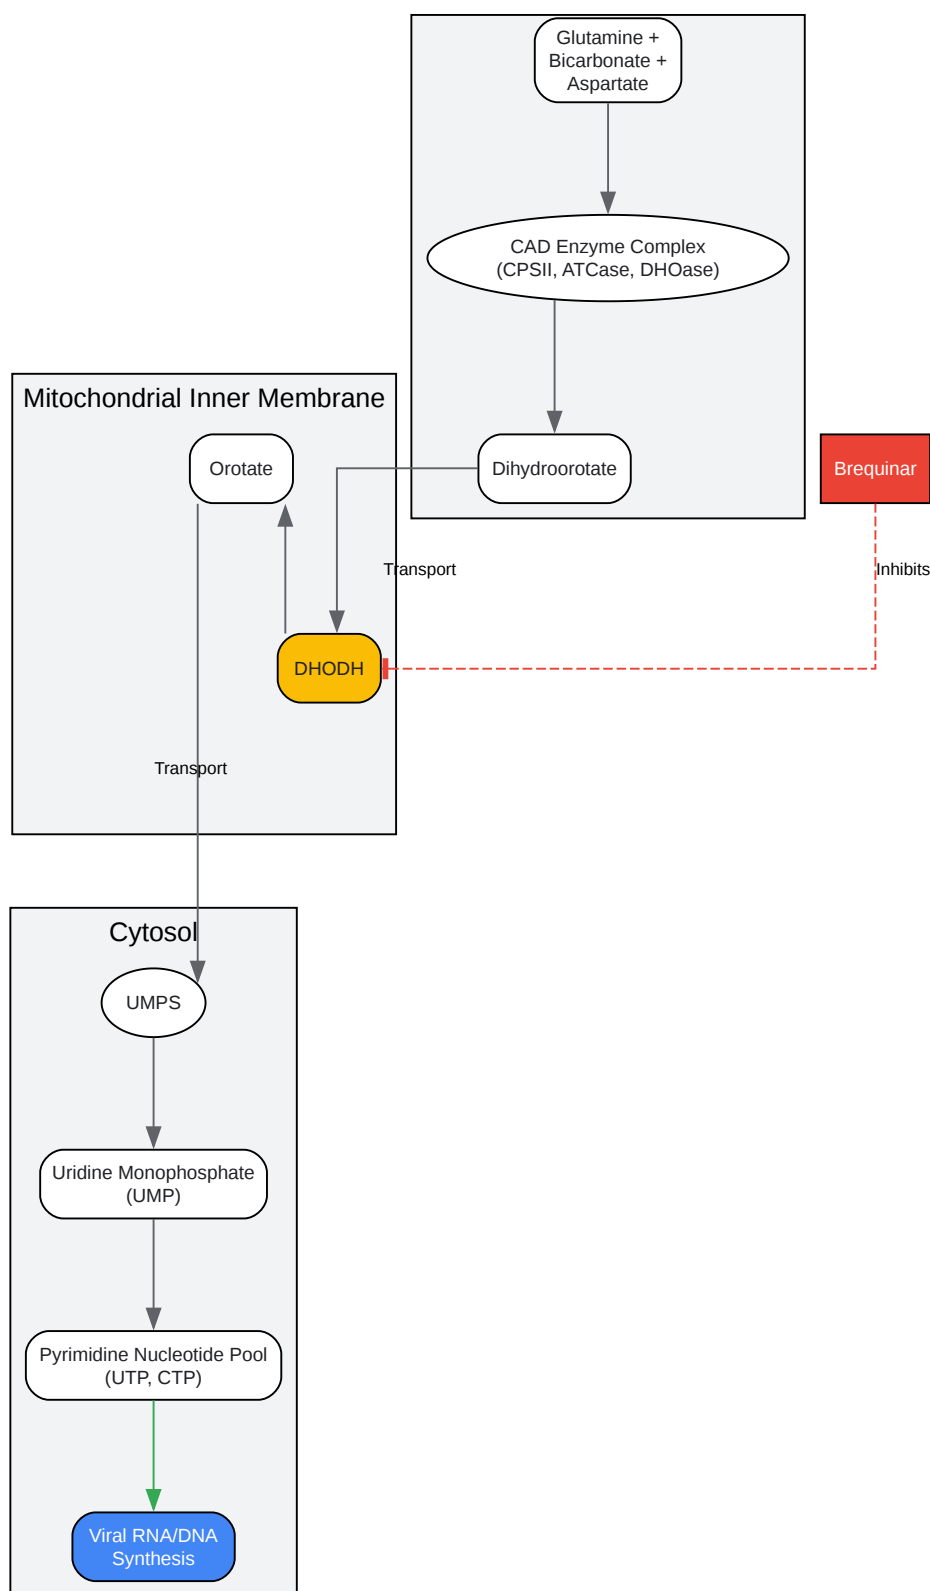 Glutamine +
Bicarbonate +
Aspartate
CAD Enzyme Complex
(CPSII, ATCase, DHOase)
Mitochondrial Inner Membrane
Orotate
Dihydroorotate
Brequinar
Transport
Inhibits
DHODH
Transport
Cytosol
UMPS
Uridine Monophosphate
(UMP)
Pyrimidine Nucleotide Pool
(UTP, CTP)
Viral RNA/DNA
Synthesis